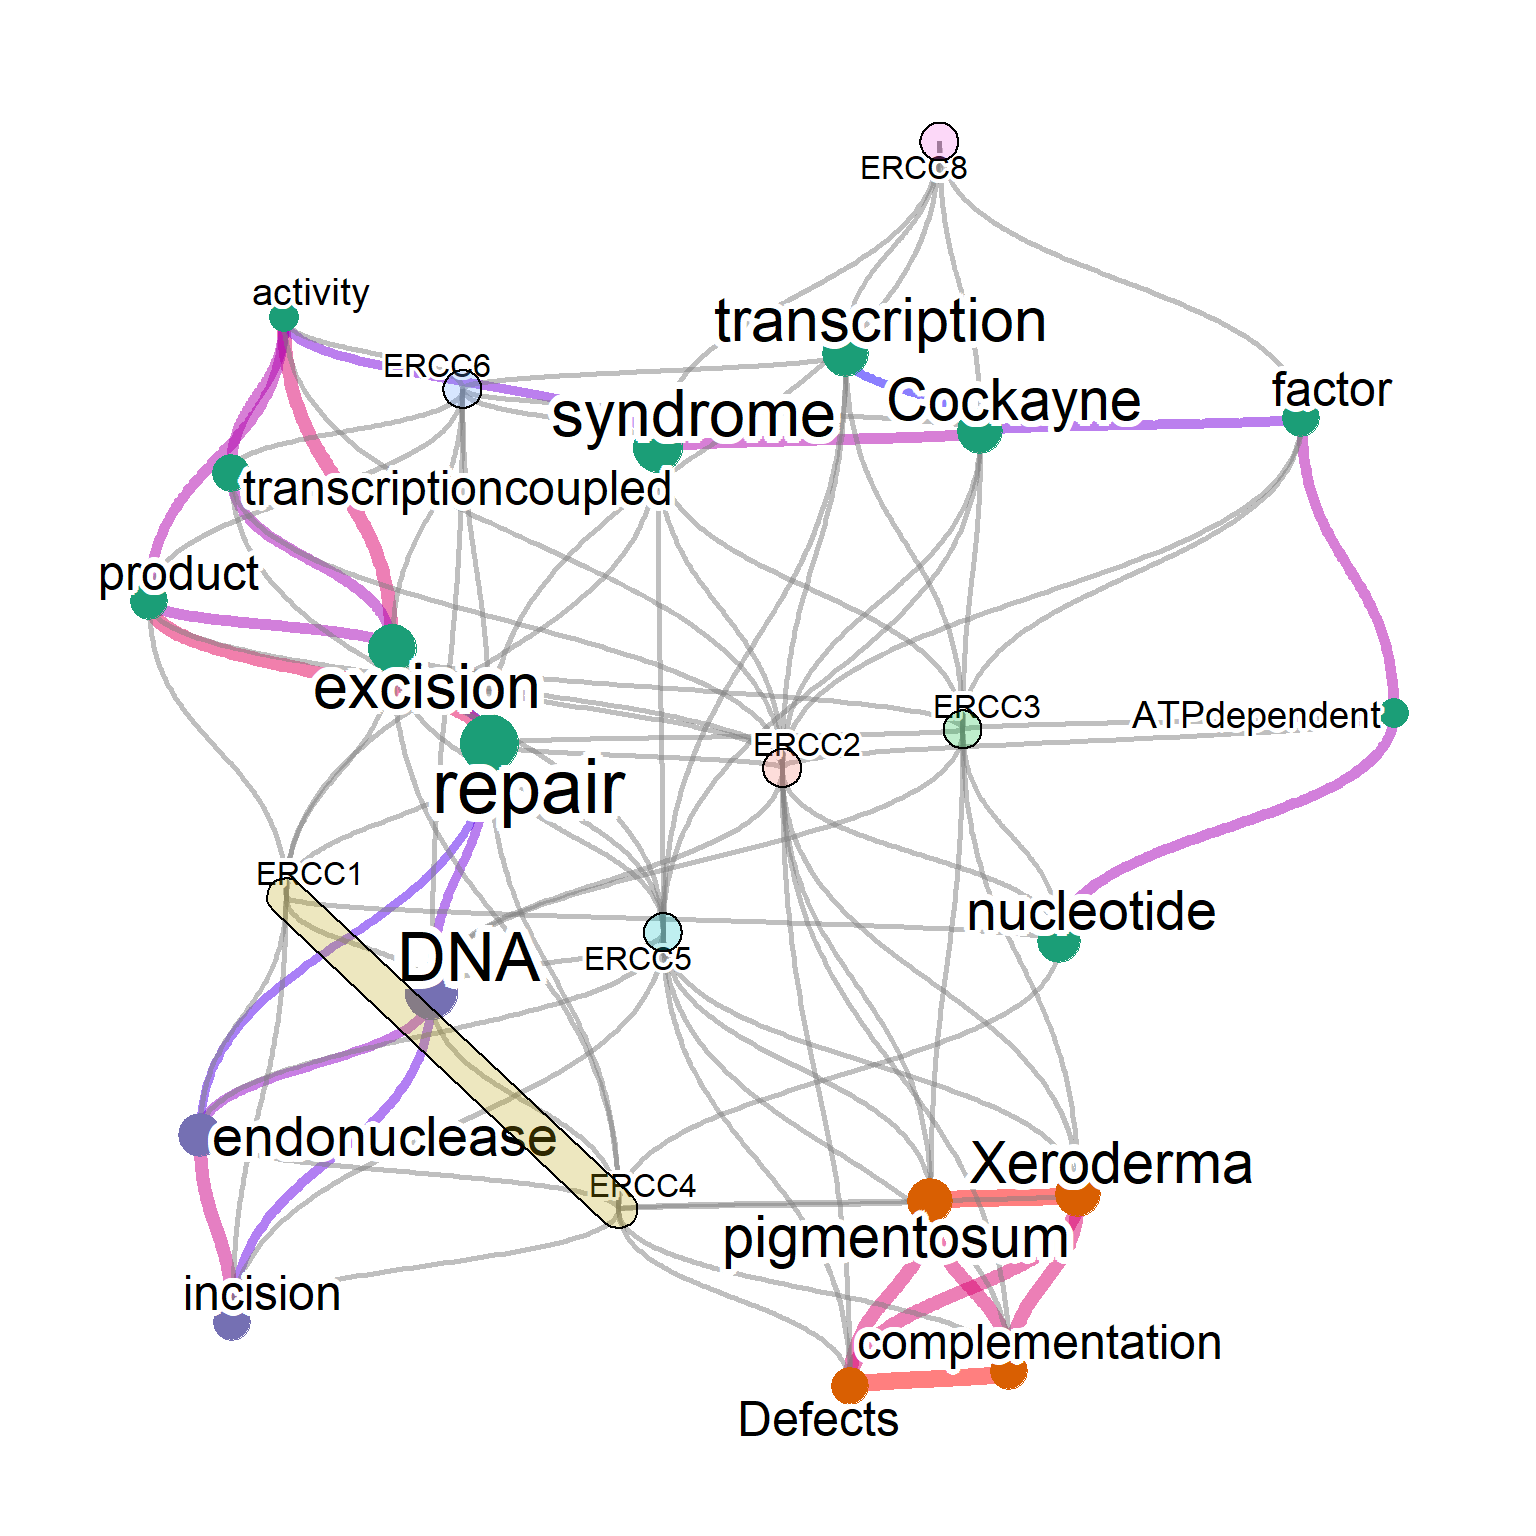 ERCC8
activity
transcription
ERCC6
factor
Cockayne
syndrome
transcriptioncoupled
product
excision
ERCC3
ATPdependent
ERCC2
repair
ERCC1
nucleotide
DNA
ERCC5
endonuclease
Xeroderma
ERCC4
pigmentosum
incision
complementation
Defects